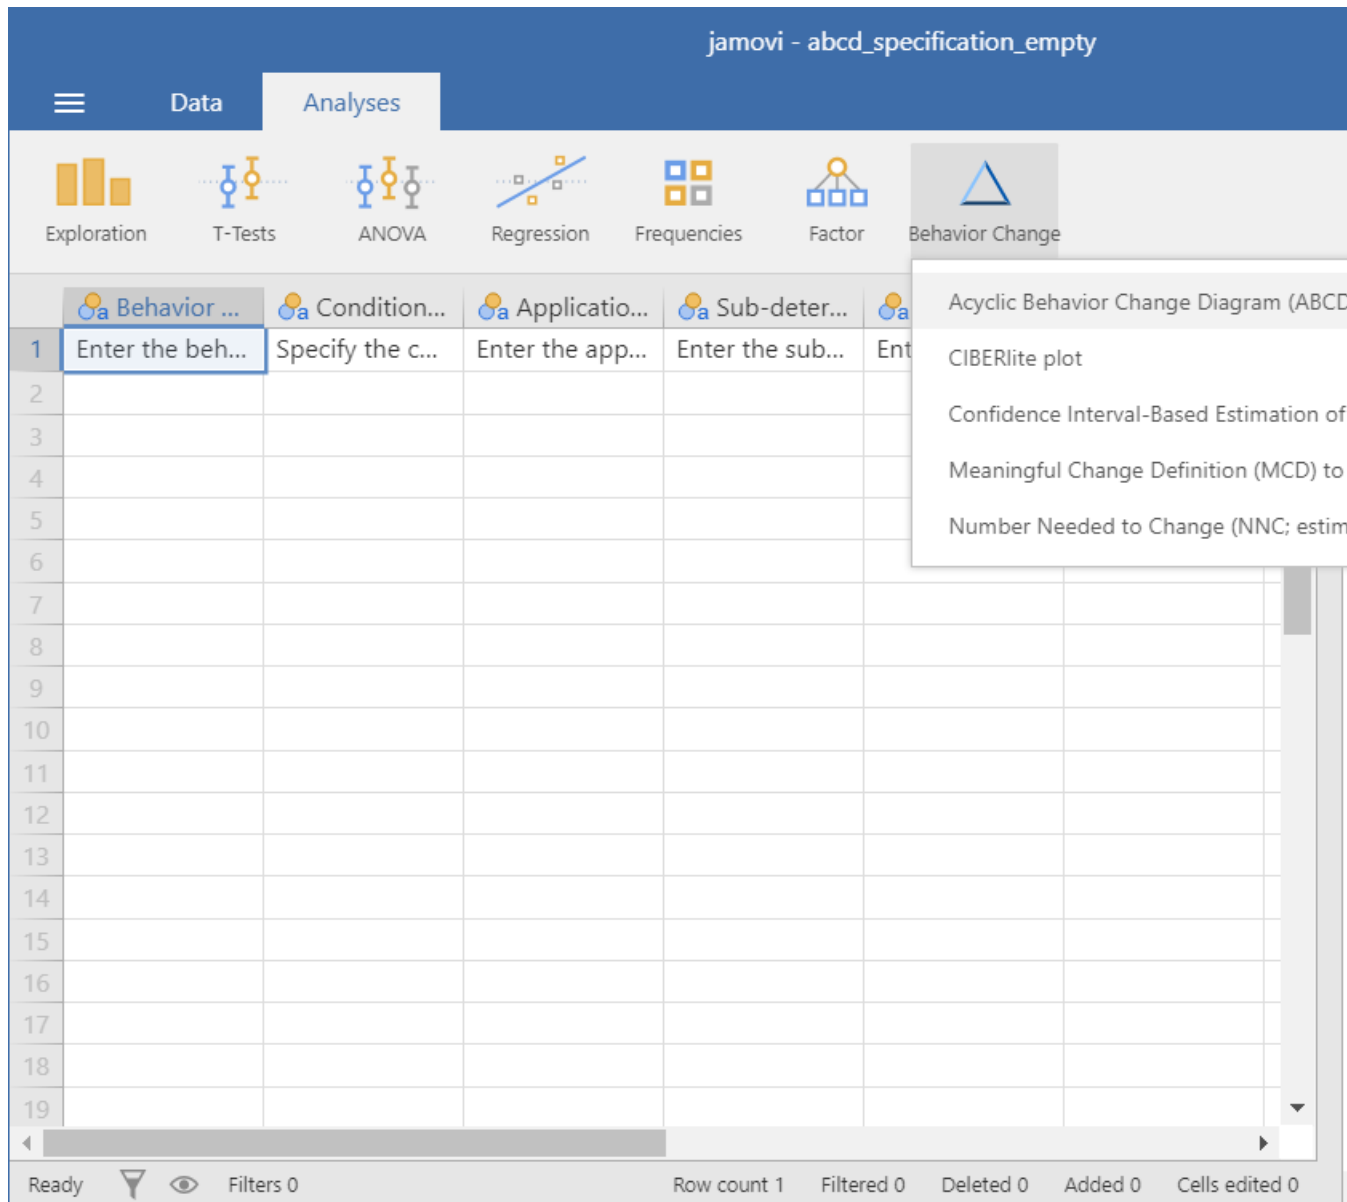 jamovi - abcd_specification_empty
Data Analyses
Exploration T-Tests ANOVA Regression Frequencies Factor Behavior Change
Behavior ... Condition... Applicatio... Sub-deter...
Acyclic Behavior Change Diagram (ABCD
1 Enter the beh... Specify the c... Enter the app... Enter the sub... Ent
CIBERlite plot
2
Confidence Interval-Based Estimation of
3
Meaningful Change Definition (MCD) to
4
5
Number Needed to Change (NNC; estim
6
7
8
9
10
11
12
13
14
15
16
17
18
19
Ready Filters 0 Row count 1 Filtered 0 Deleted 0 Added 0 Cells edited 0